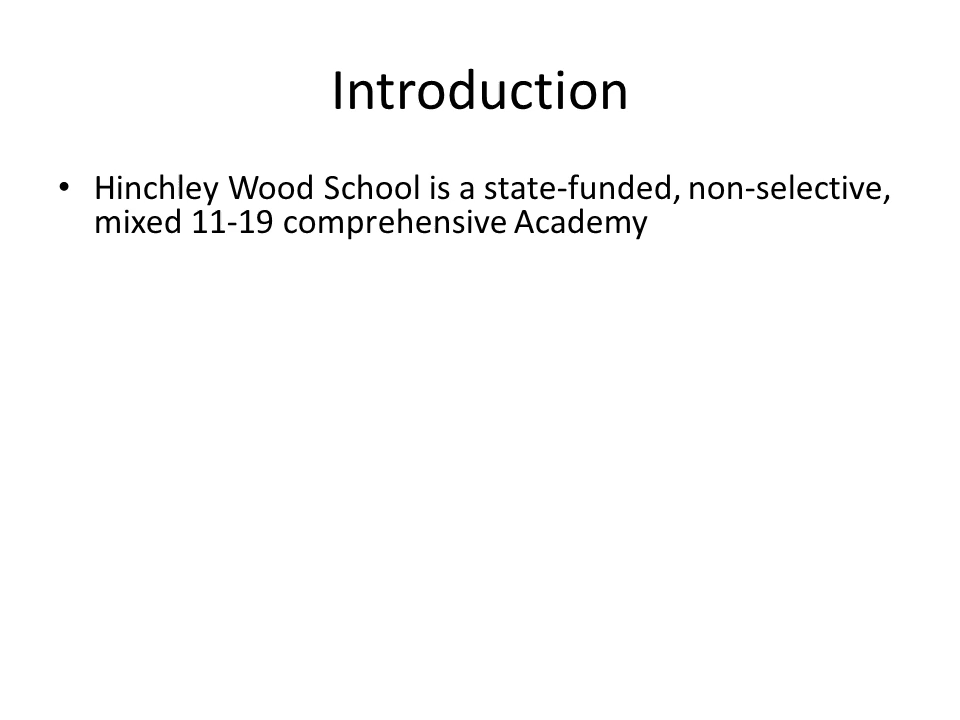 Introduction
• Hinchley Wood School is a state-funded, non-selective,
mixed 11-19 comprehensive Academy